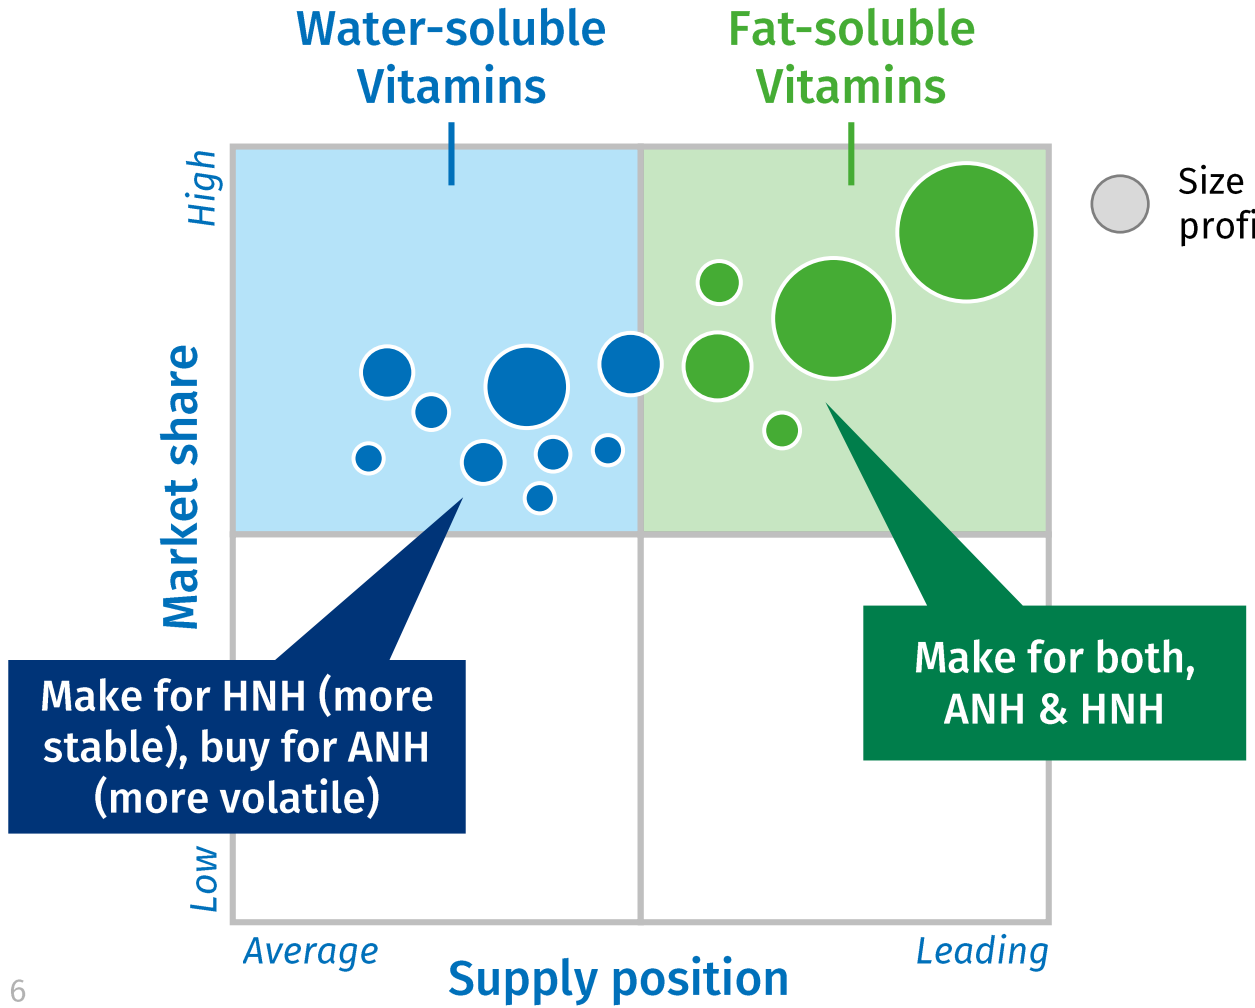 Water-soluble
Vitamins
Fat-soluble
Vitamins
High
Size
Market share
Make for both,
ANH & HNH
Make for HNH (more
stable), buy for ANH
(more volatile)
Low
Average
Leading
Supply position
6